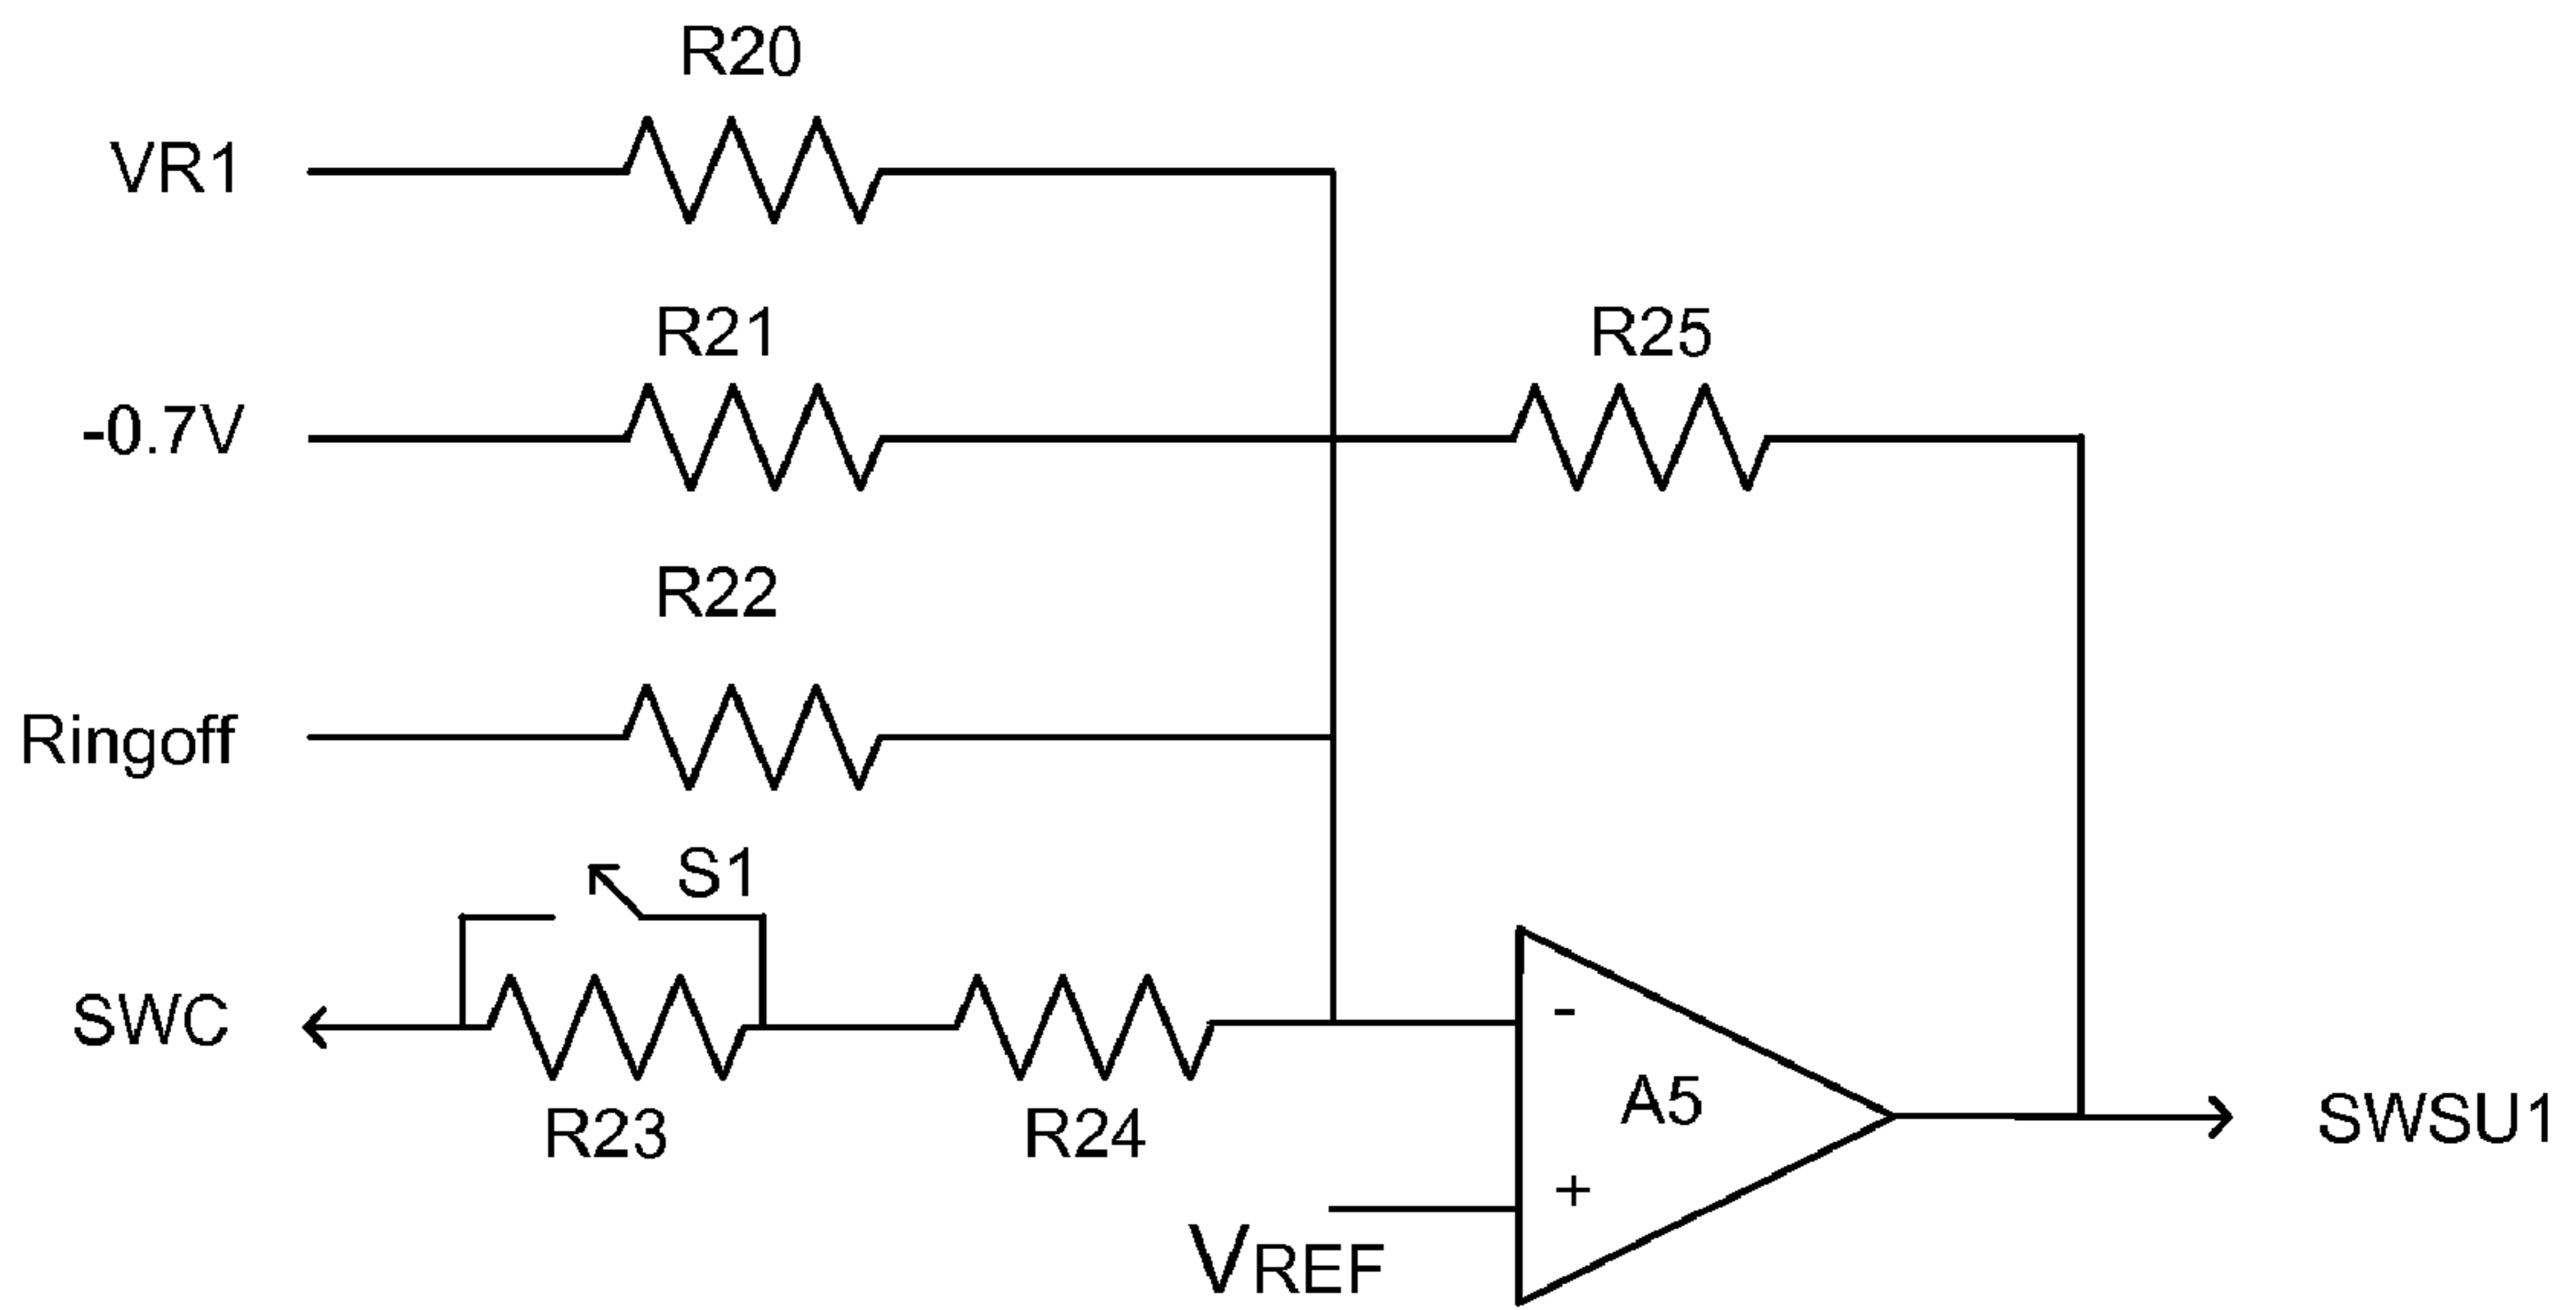 R20
VR1
R21
R25
-0.7V
R22
Ringoff
S1
SWC
-
A5
R23
R24
SWSU1
+
VREF